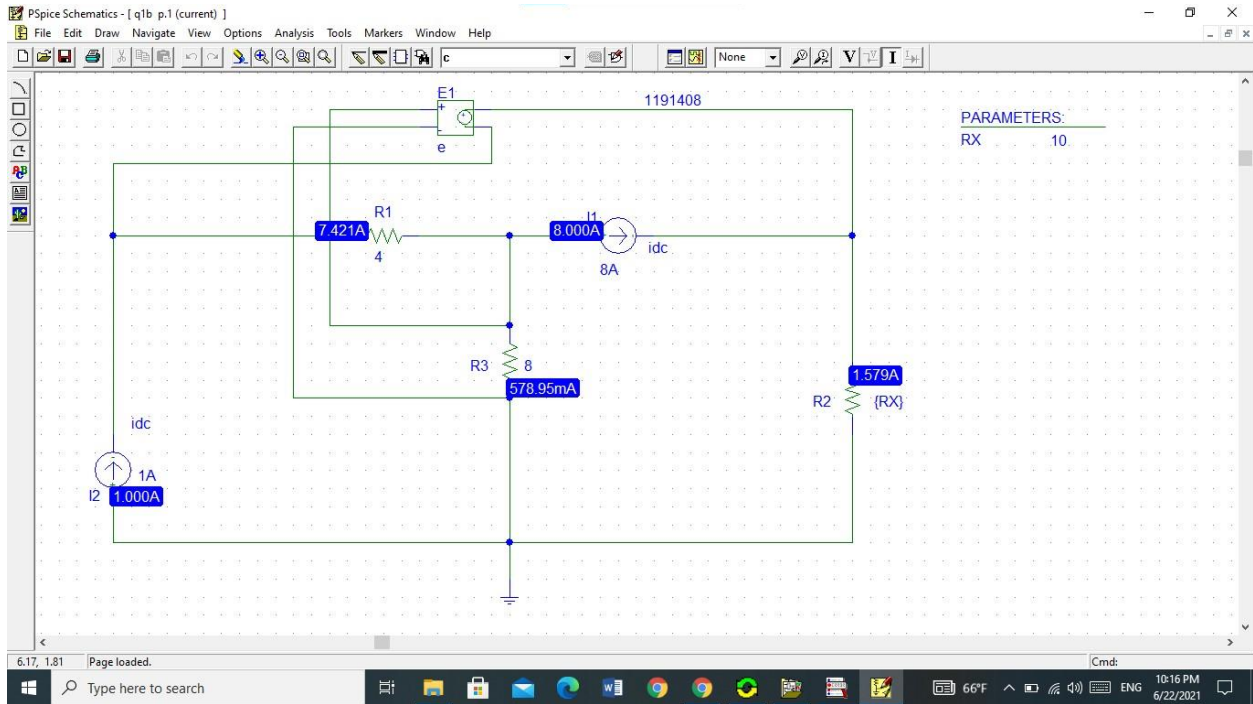 PSpice Schematics - [ q1b p.1 (current) ]
File Edit Draw Navigate View Options Analysis Tools Markers Window Help
c
None
V
I
E1
+
-
e
1191408
PARAMETERS:
RX 10
R1
7.421A
4
I1
8.000A
idc
8A
R3
8
578.95mA
1.579A
R2
{RX}
idc
1A
I2
1.000A
6.17, 1.81
Page loaded.
Cmd:
Type here to search
66°F
ENG
10:16 PM
6/22/2021